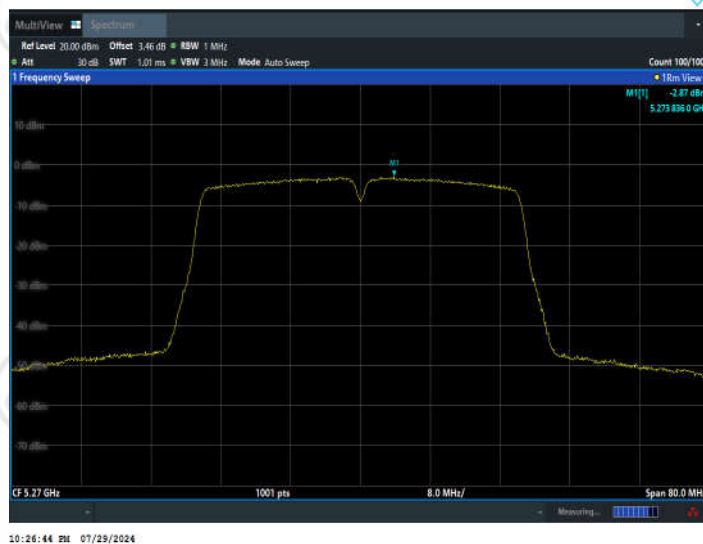 MultiView Spectrum
Ref Level 20.00 dBm Offset 3.46 dB RBW 1 MHz
Att 30 dB SWT 1.01 ms VBW 3 MHz Mode Auto Sweep Count 100/100
1 Frequency Sweep 1Rm View
M1[1] -2.87 dBm
5.273 836 0 GH
10 dBm
M1
0 dBm
-10 dBm
-20 dBm
-30 dBm
-40 dBm
-50 dBm
-60 dBm
-70 dBm
CF 5.27 GHz 1001 pts 8.0 MHz/ Span 80.0 MH
Measuring...
10:26:44 PM 07/29/2024